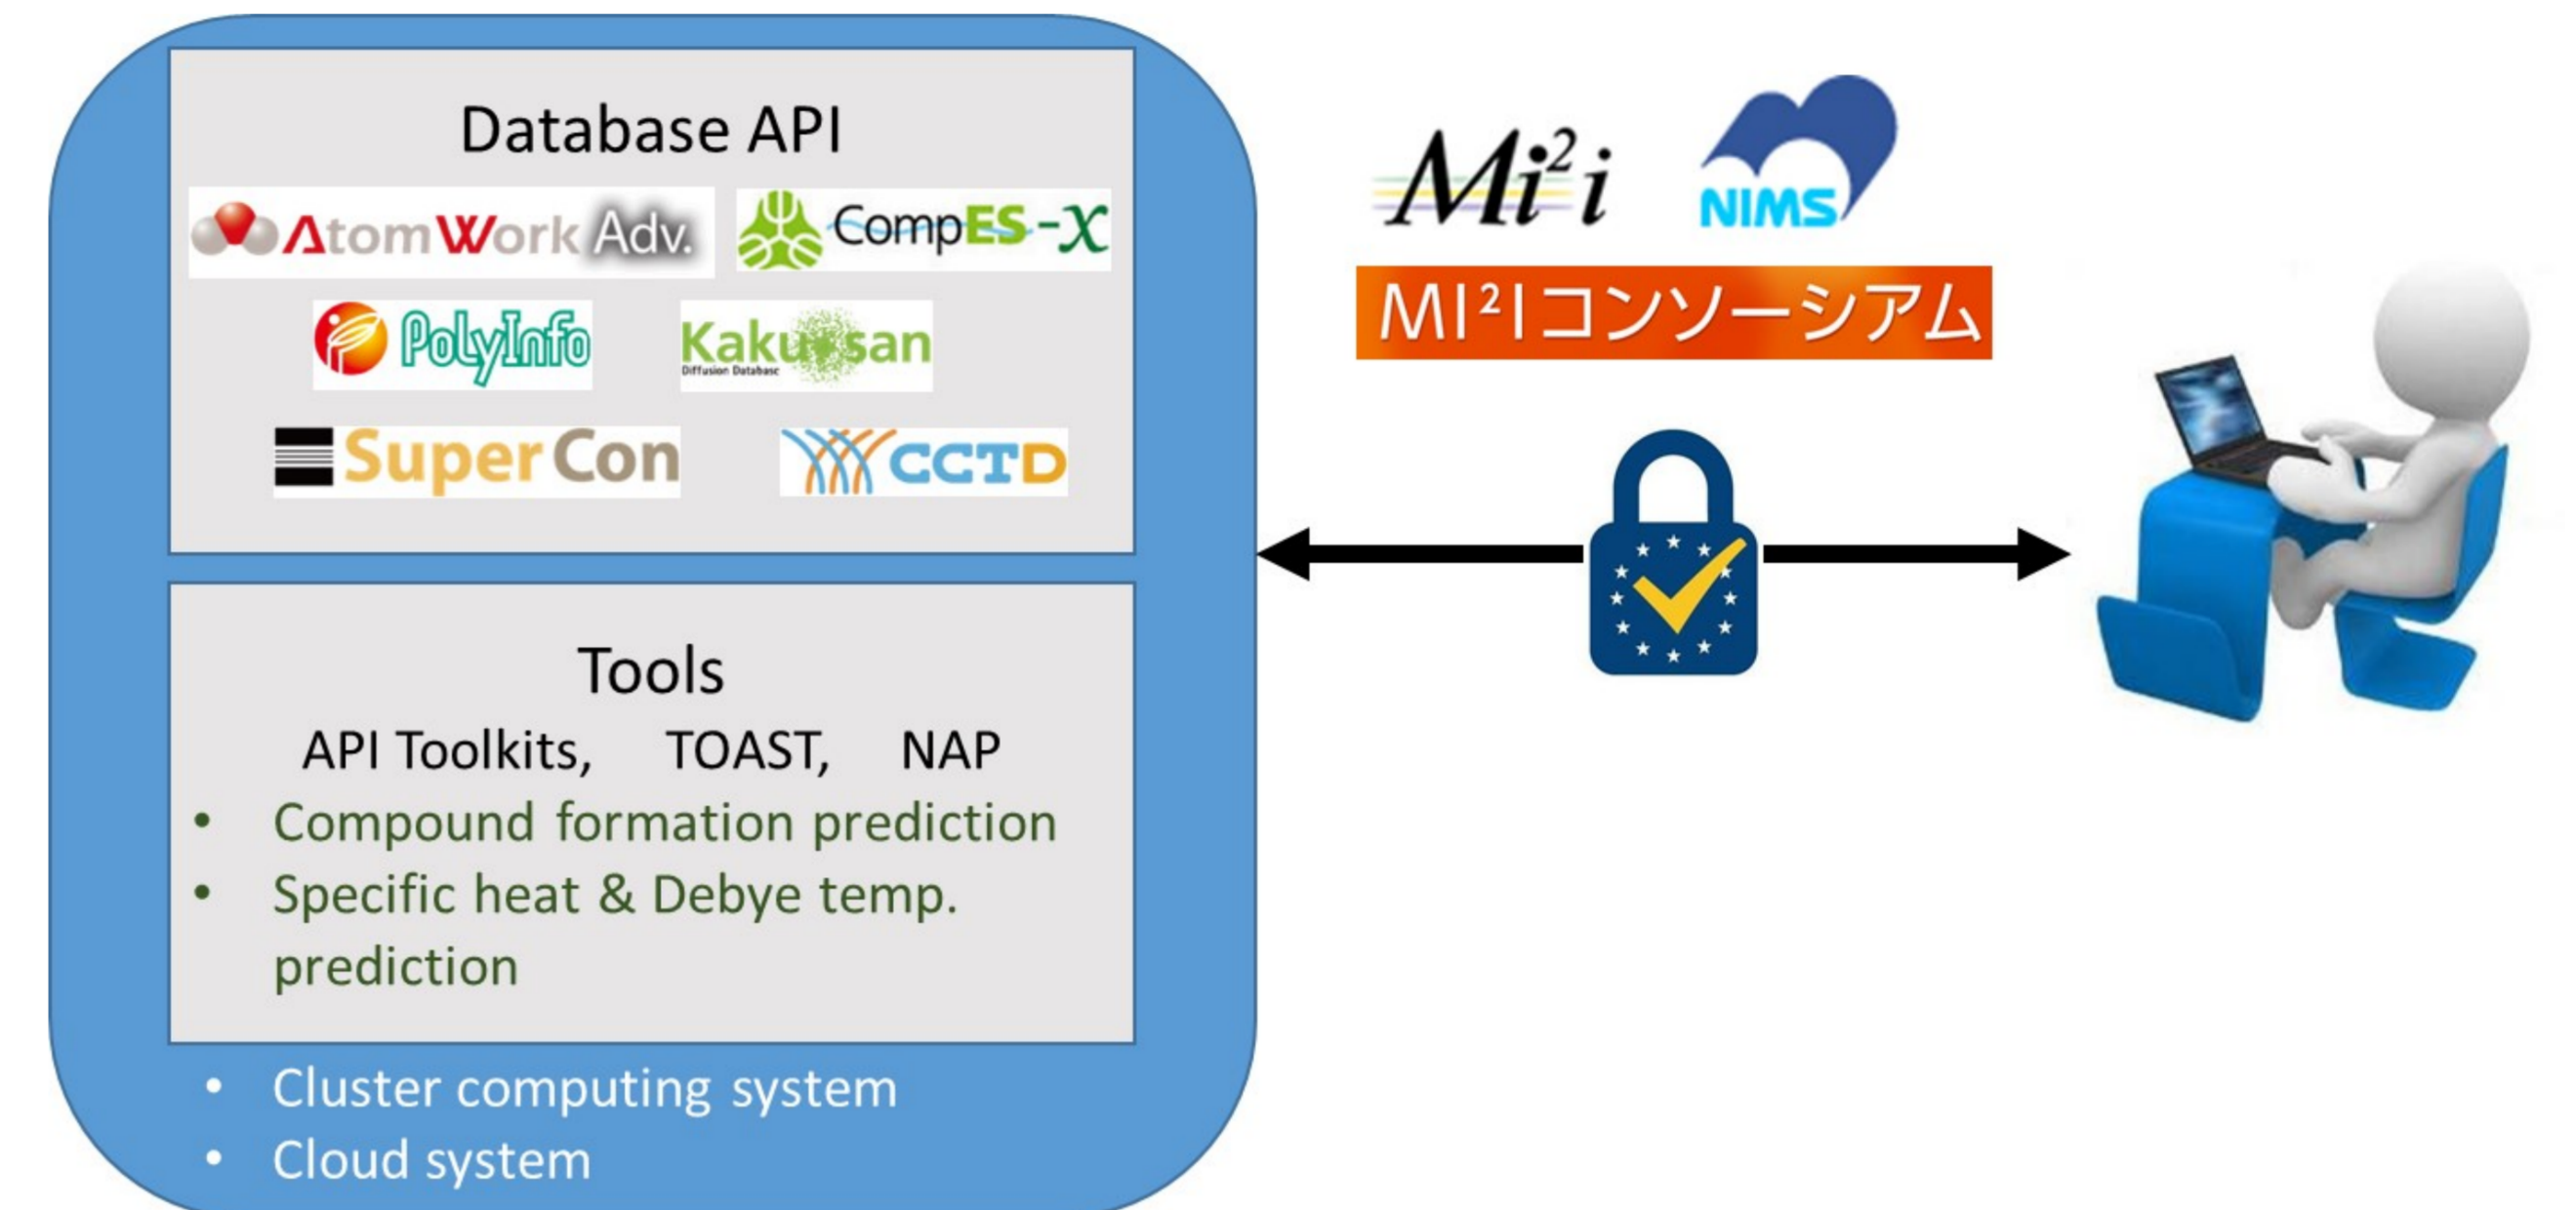 Database API
AtomWork Adv.
CompES-X
PolyInfo
Kakusan
Diffusion Database
SuperCon
CCTD
Tools
API Toolkits, TOAST, NAP
• Compound formation prediction
• Specific heat & Debye temp.
prediction
• Cluster computing system
• Cloud system
Mi²i
NIMS
MI²Iコンソーシアム